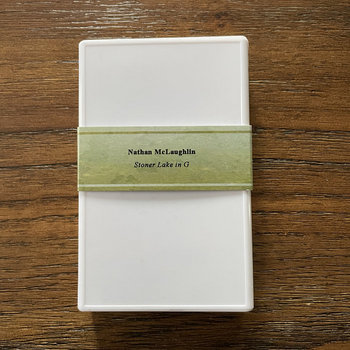 Nathan McLaughlin
Stoner Lake in G